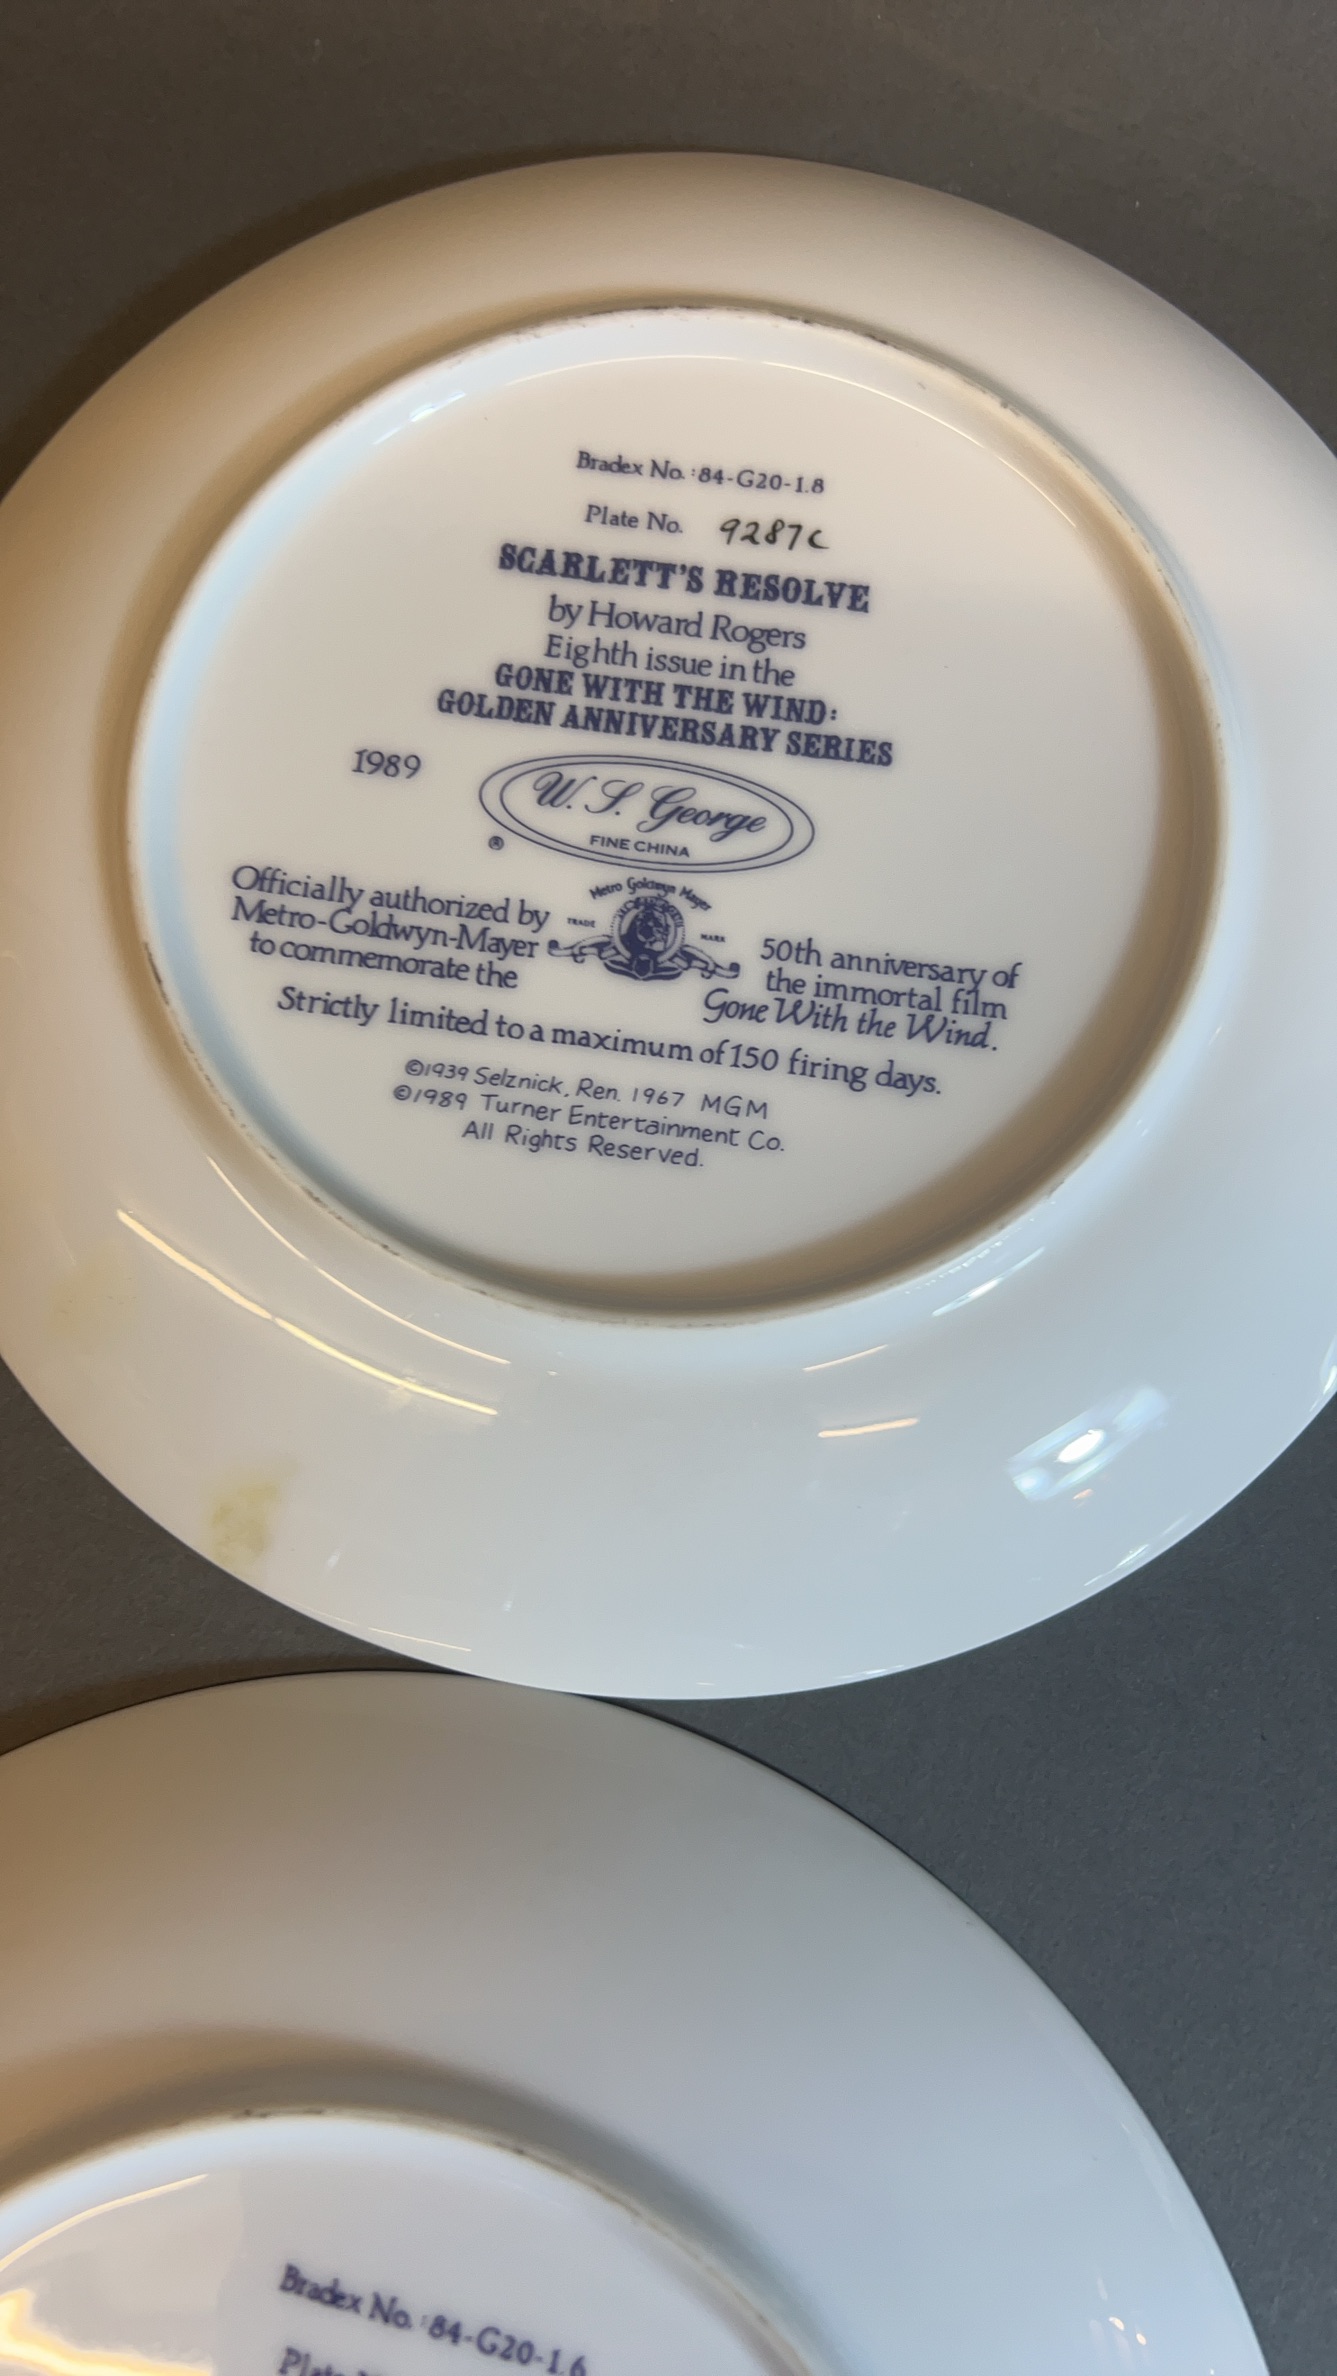 Bradex No.:84-G20-1.8
Plate No. 9287C
SCARLETT'S RESOLVE
by Howard Rogers
Eighth issue in the
GONE WITH THE WIND:
GOLDEN ANNIVERSARY SERIES
1989
W. S. George
FINE CHINA
®
Officially authorized by
Metro-Goldwyn-Mayer
to commemorate the
Metro Goldwyn Mayer
TRADE MARK
50th anniversary of
the immortal film
Gone With the Wind.
Strictly limited to a maximum of 150 firing days.
©1939 Selznick, Ren. 1967 MGM
©1989 Turner Entertainment Co.
All Rights Reserved.
Bradex No.:84-G20-1.6
Plate